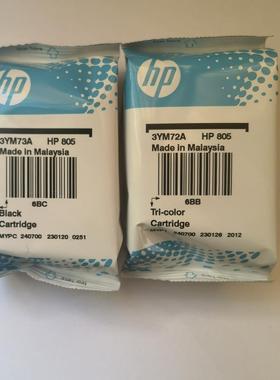 hp
3YM73A HP 805
Made in Malaysia
6BC
Black
Cartridge
MYPC 240700 230120 0251
hp
3YM72A HP 805
Made in Malaysia
6BB
Tri-color
Cartridge
MYPC 240700 230126 2012